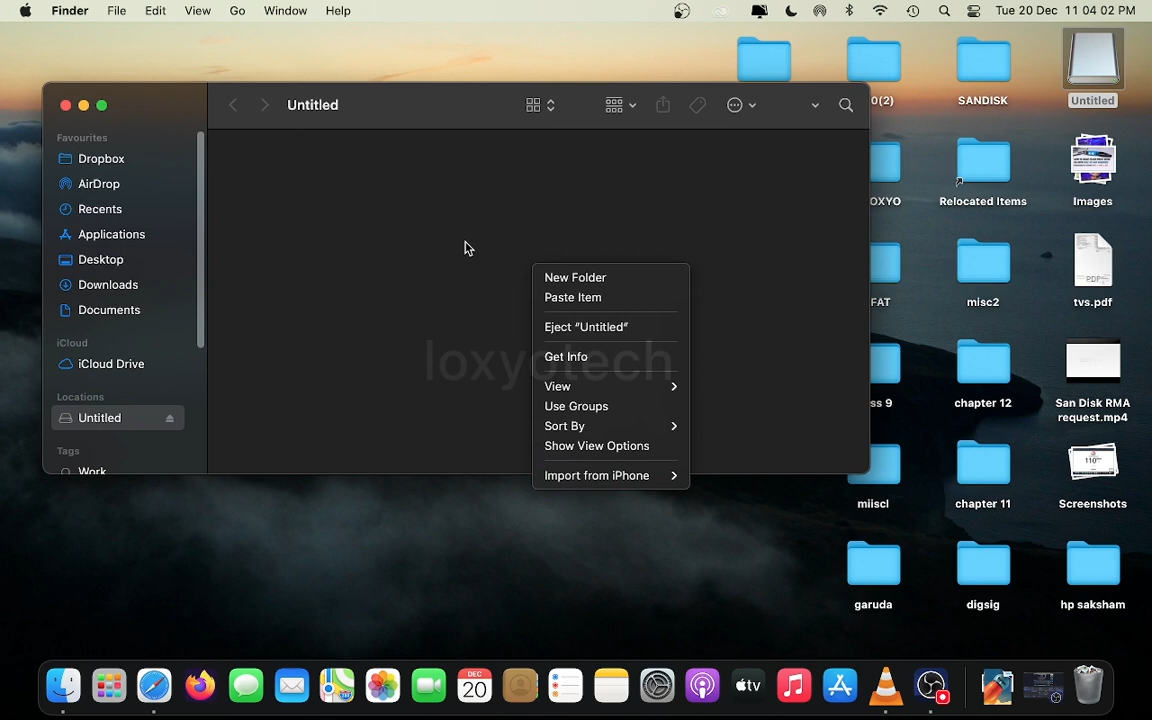 Finder File Edit View Go Window Help
Tue 20 Dec 11 04 02 PM
Untitled
Favourites
Dropbox
AirDrop
Recents
Applications
Desktop
Downloads
Documents
iCloud
iCloud Drive
Locations
Untitled
Tags
Work
New Folder
Paste Item
Eject “Untitled”
Get Info
View
Use Groups
Sort By
Show View Options
Import from iPhone
loxyotech
0(2)
SANDISK
Untitled
OXYO
Relocated Items
Images
FAT
misc2
PDF
tvs.pdf
ss 9
chapter 12
San Disk RMA
request.mp4
miiscl
chapter 11
110
Screenshots
garuda
digsig
hp saksham
DEC
20
tv